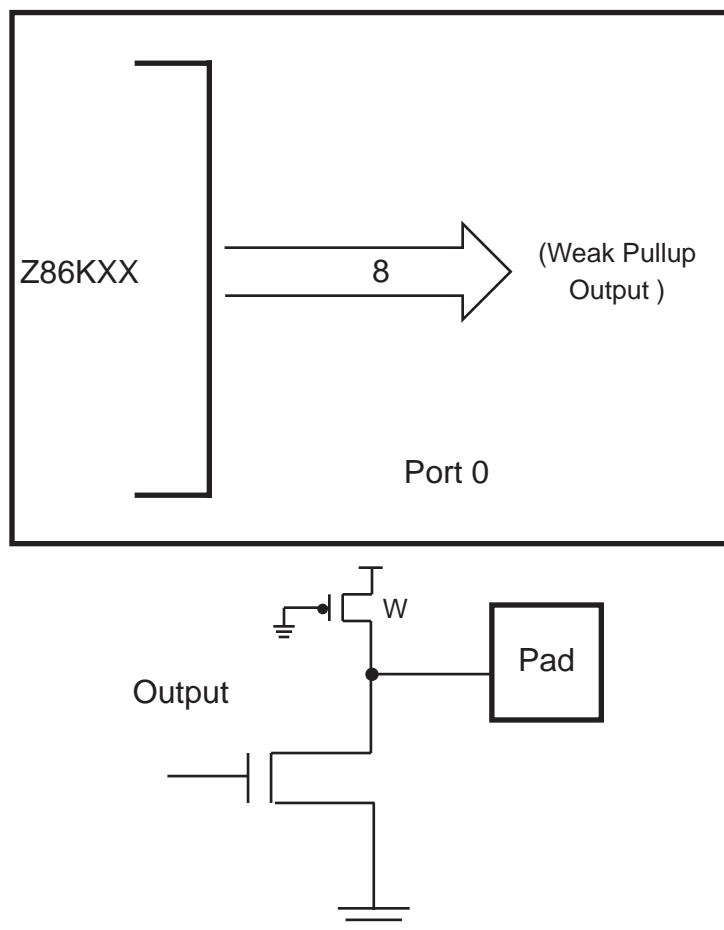 Z86KXX
8
(Weak Pullup
Output )
Port 0
W
Pad
Output